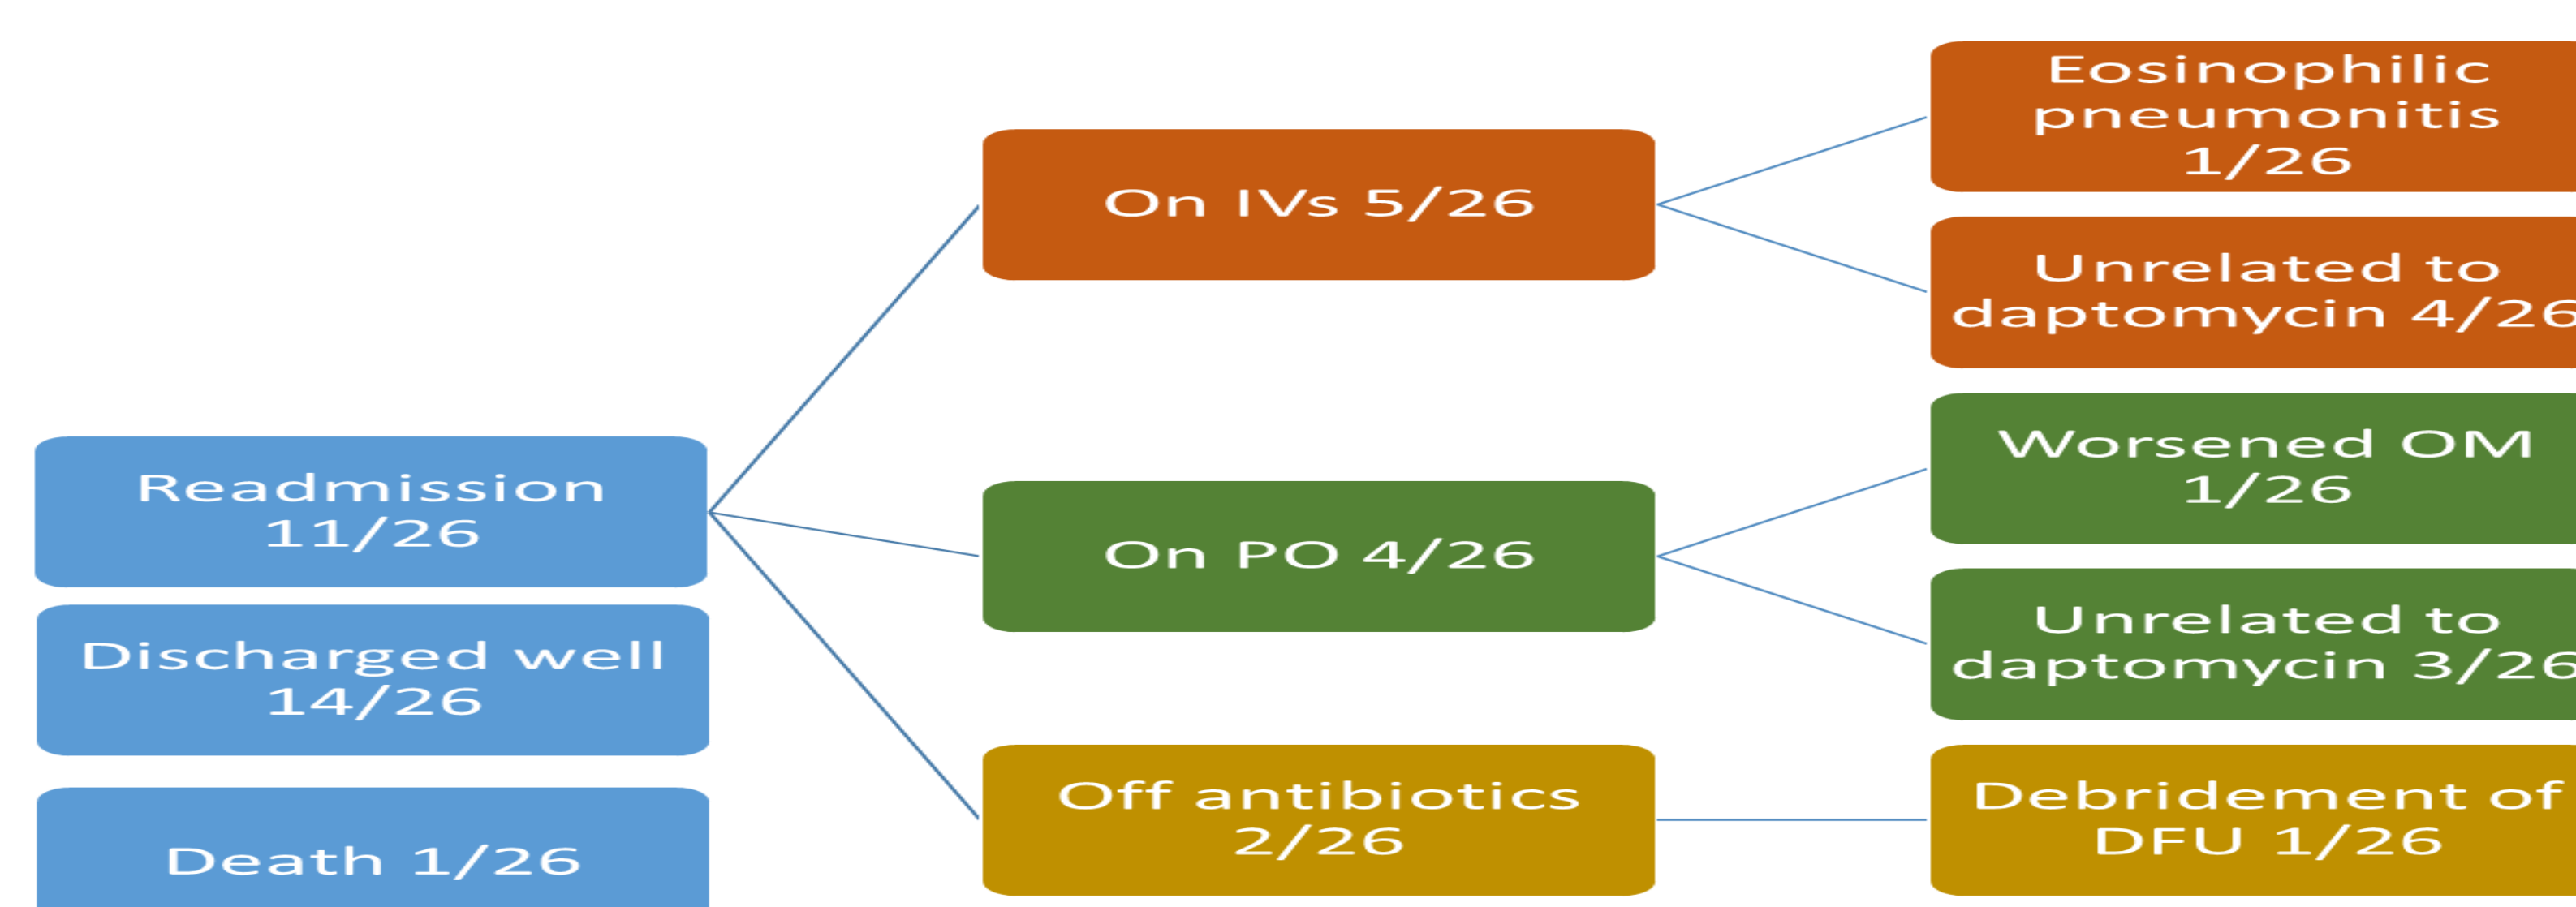 Eosinophilic
pneumonitis
1/26
On IVs 5/26
Unrelated to
daptomycin 4/26
Worsened OM
1/26
Readmission
11/26
On PO 4/26
Unrelated to
daptomycin 3/26
Discharged well
14/26
Off antibiotics
2/26
Debridement of
DFU 1/26
Death 1/26